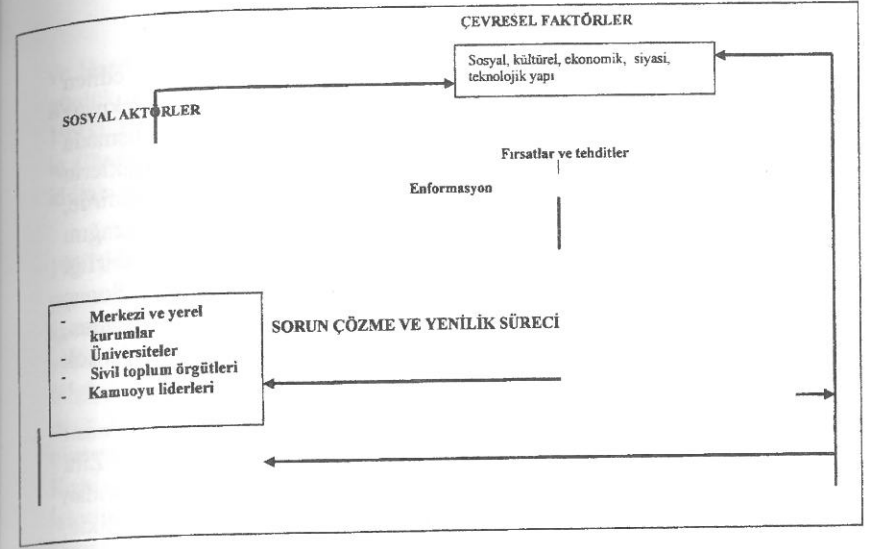 ÇEVRESEL FAKTÖRLER
Sosyal, kültürel, ekonomik, siyasi,
teknolojik yapı
SOSYAL AKTÖRLER
Fırsatlar ve tehditler
Enformasyon
SORUN ÇÖZME VE YENİLİK SÜRECİ
- Merkezi ve yerel
kurumlar
- Üniversiteler
- Sivil toplum örgütleri
- Kamuoyu liderleri